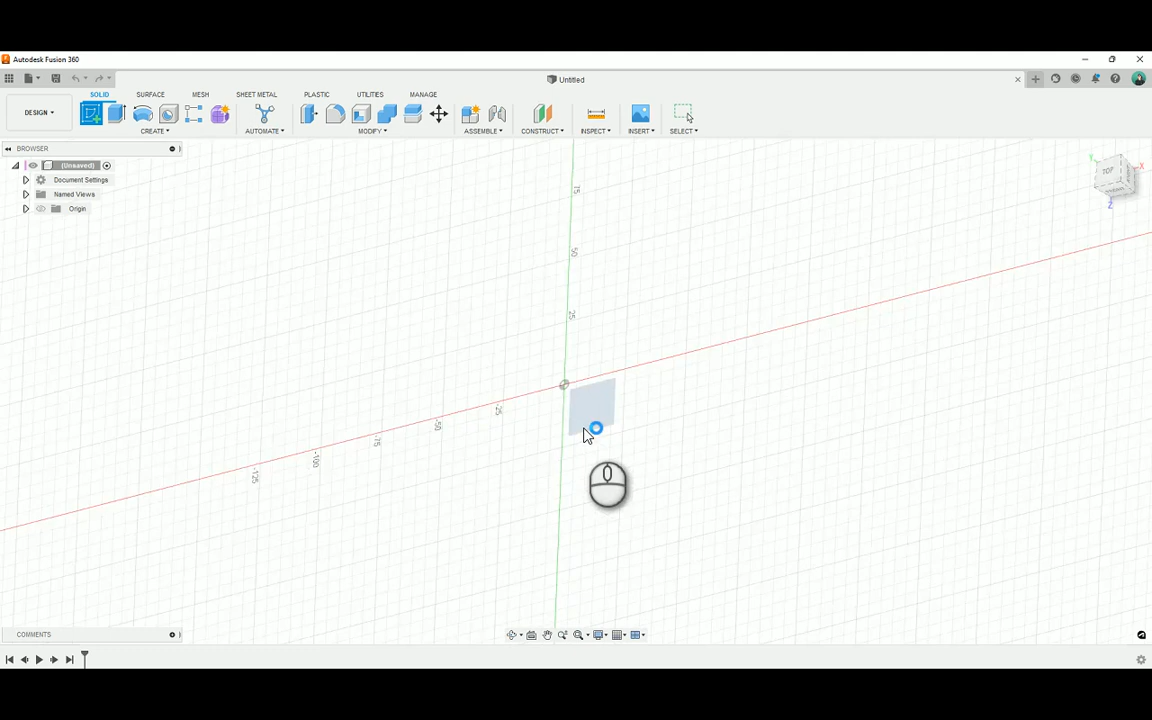 Autodesk Fusion 360
Untitled
SOLID SURFACE MESH SHEET METAL PLASTIC UTILITIES MANAGE
DESIGN
CREATE AUTOMATE MODIFY ASSEMBLE CONSTRUCT INSPECT INSERT SELECT
BROWSER
(Unsaved)
Document Settings
Named Views
Origin
Y
X
TOP
Z
75
50
25
-25
-50
-75
-100
-125
COMMENTS